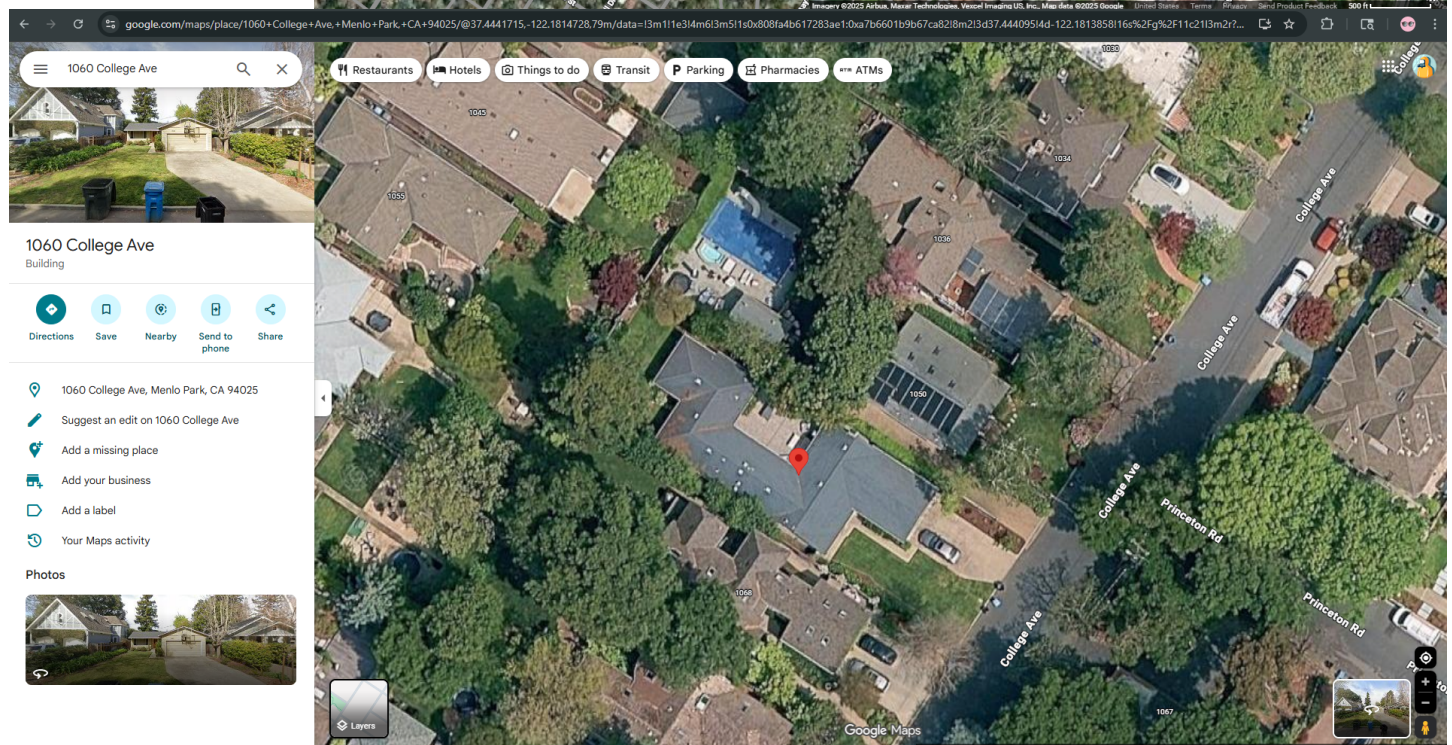 Imagery ©2025 Airbus, Maxar Technologies, Vexcel Imaging US, Inc., Map data ©2025 Google United States Terms Privacy Send Product Feedback 500 ft
google.com/maps/place/1060+College+Ave,+Menlo+Park,+CA+94025/@37.4441715,-122.1814728,79m/data=!3m1!1e3!4m6!3m5!1s0x808fa4b617283ae1:0xa7b6601b9b67ca82!8m2!3d37.444095!4d-122.1813858!16s%2Fg%2F11c21l3m2r?...
1060 College Ave
Restaurants
Hotels
Things to do
Transit
Parking
Pharmacies
ATM ATMs
1060 College Ave
Building
Directions
Save
Nearby
Send to
phone
Share
1060 College Ave, Menlo Park, CA 94025
Suggest an edit on 1060 College Ave
Add a missing place
Add your business
Add a label
Your Maps activity
Photos
1030
College
1045
1034
1055
College Ave
1036
College Ave
1050
College Ave
Princeton Rd
1068
Princeton Rd
College Ave
1067
Layers
Google Maps